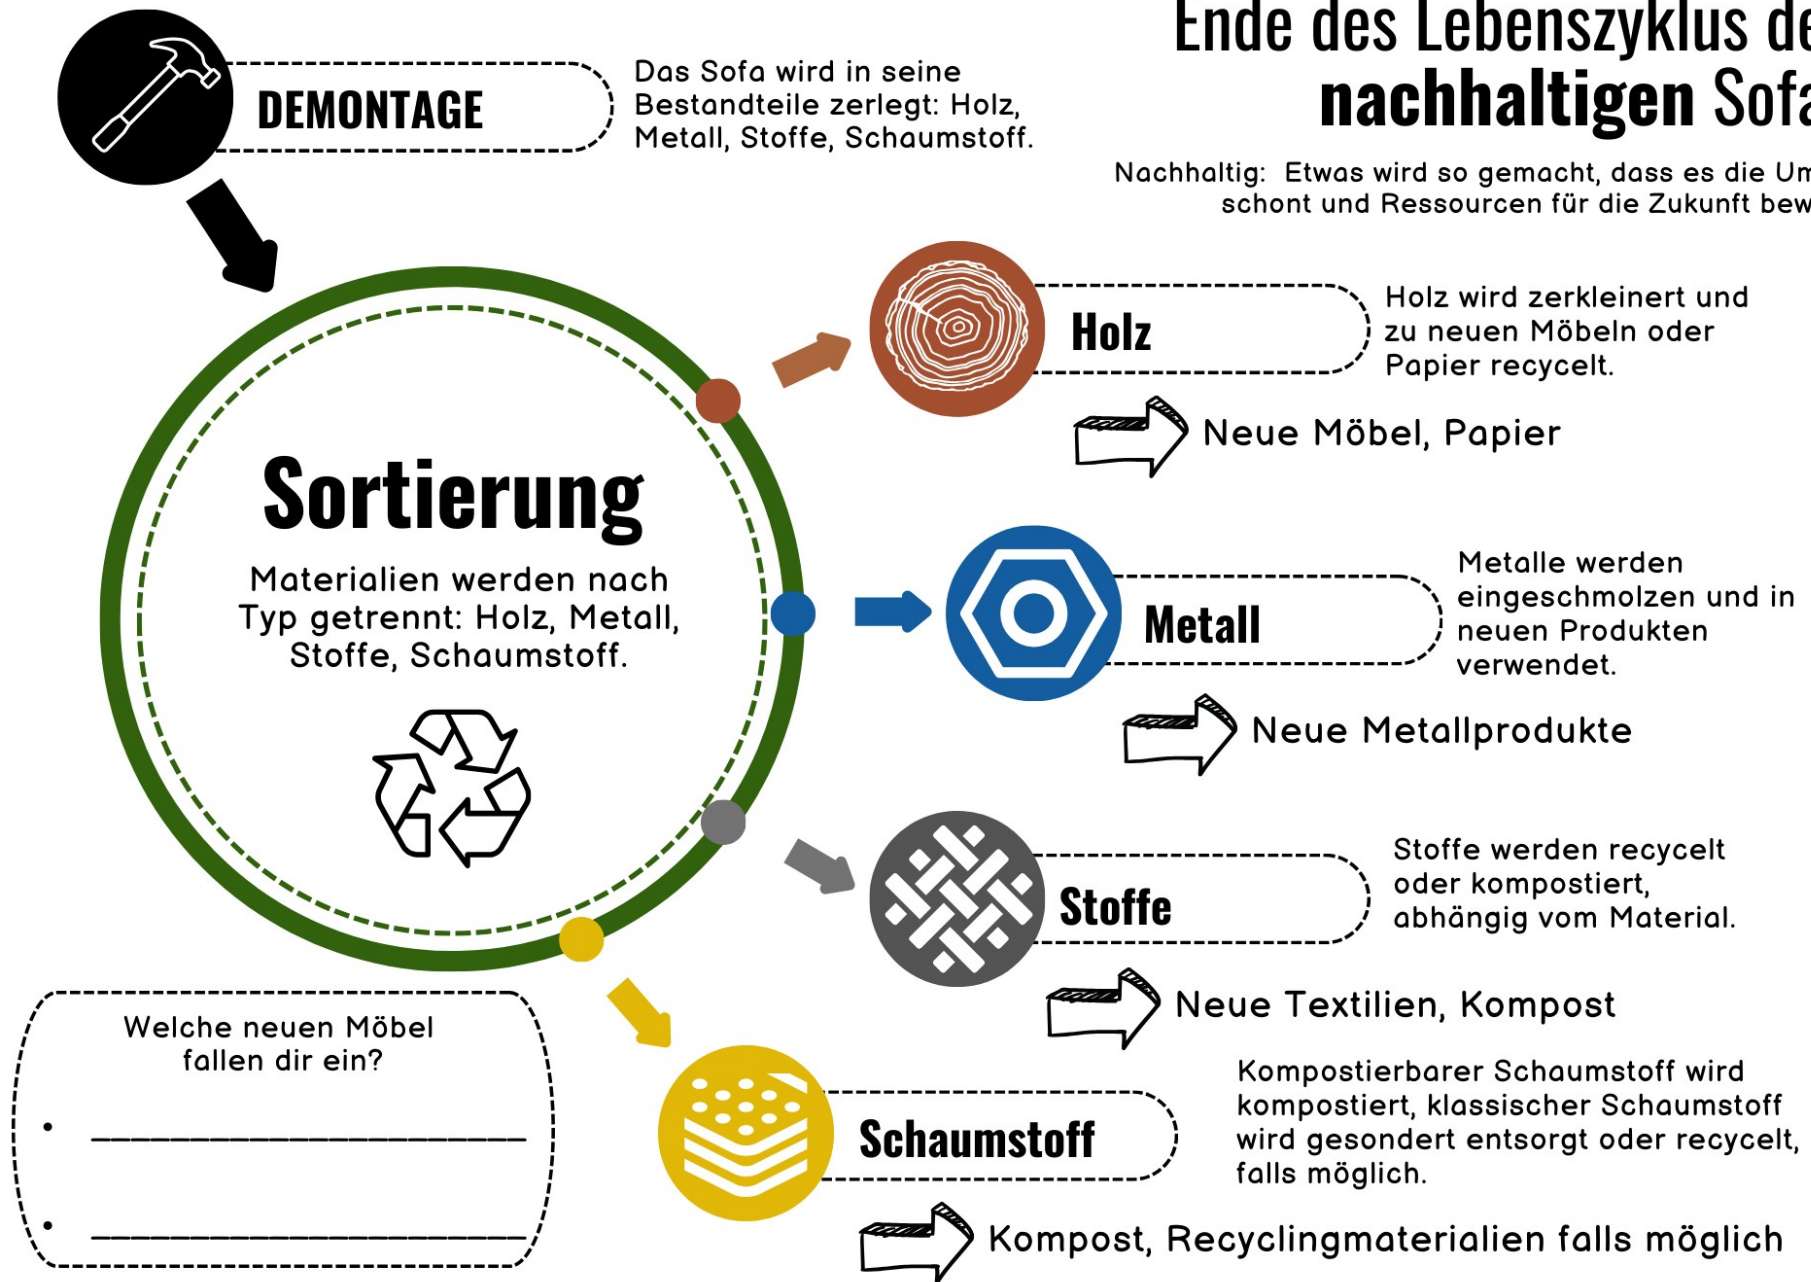 Ende des Lebenszyklus de
nachhaltigen Sofa
Nachhaltig: Etwas wird so gemacht, dass es die Um
schont und Ressourcen für die Zukunft bew
DEMONTAGE
Das Sofa wird in seine
Bestandteile zerlegt: Holz,
Metall, Stoffe, Schaumstoff.
Sortierung
Materialien werden nach
Typ getrennt: Holz, Metall,
Stoffe, Schaumstoff.
Holz
Holz wird zerkleinert und
zu neuen Möbeln oder
Papier recycelt.
Neue Möbel, Papier
Metall
Metalle werden
eingeschmolzen und in
neuen Produkten
verwendet.
Neue Metallprodukte
Stoffe
Stoffe werden recycelt
oder kompostiert,
abhängig vom Material.
Neue Textilien, Kompost
Schaumstoff
Kompostierbarer Schaumstoff wird
kompostiert, klassischer Schaumstoff
wird gesondert entsorgt oder recycelt,
falls möglich.
Kompost, Recyclingmaterialien falls möglich
Welche neuen Möbel
fallen dir ein?